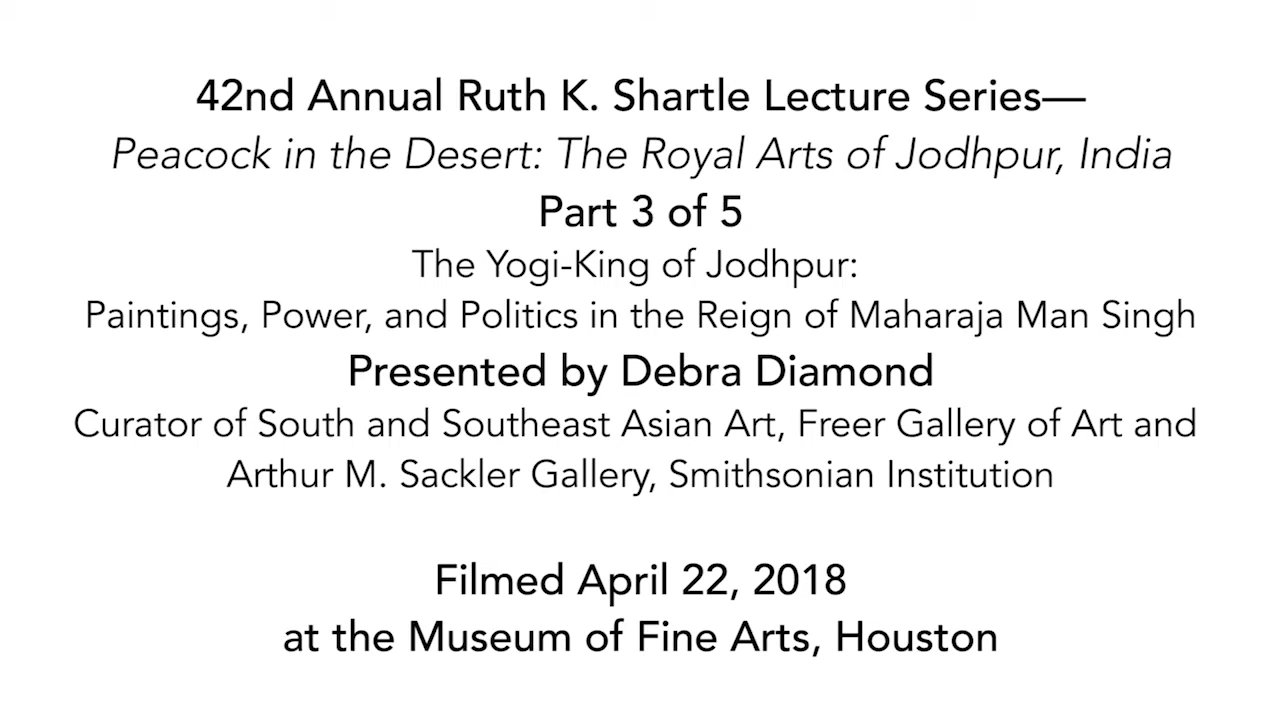 42nd Annual Ruth K. Shartle Lecture Series—
Peacock in the Desert: The Royal Arts of Jodhpur, India
Part 3 of 5
The Yogi-King of Jodhpur:
Paintings, Power, and Politics in the Reign of Maharaja Man Singh
Presented by Debra Diamond
Curator of South and Southeast Asian Art, Freer Gallery of Art and
Arthur M. Sackler Gallery, Smithsonian Institution
Filmed April 22, 2018
at the Museum of Fine Arts, Houston